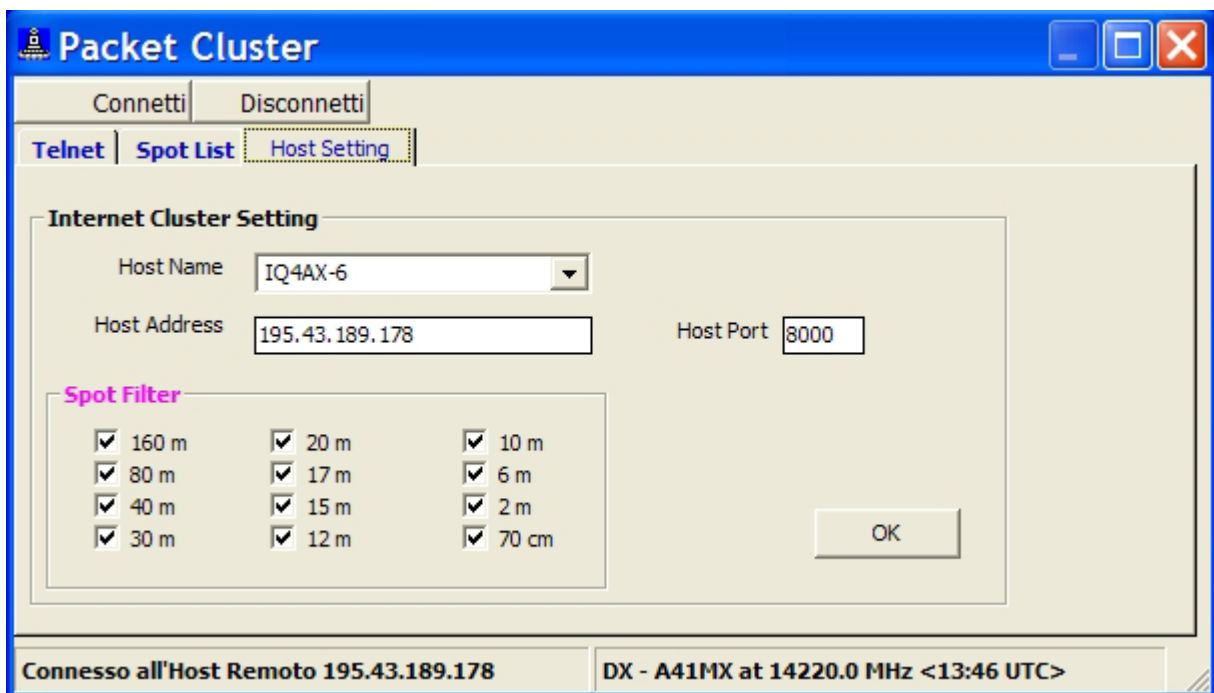 Packet Cluster
Connetti Disconnetti
Telnet Spot List Host Setting
Internet Cluster Setting
Host Name IQ4AX-6
Host Address 195.43.189.178 Host Port 8000
Spot Filter
160 m 20 m 10 m
80 m 17 m 6 m
40 m 15 m 2 m
30 m 12 m 70 cm
OK
Connesso all'Host Remoto 195.43.189.178 DX - A41MX at 14220.0 MHz <13:46 UTC>